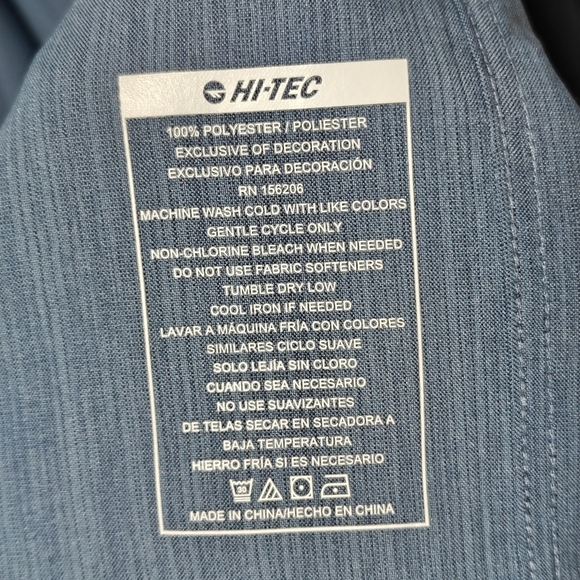 HI-TEC
100% POLYESTER / POLIESTER
EXCLUSIVE OF DECORATION
EXCLUSIVO PARA DECORACIÓN
RN 156206
MACHINE WASH COLD WITH LIKE COLORS
GENTLE CYCLE ONLY
NON-CHLORINE BLEACH WHEN NEEDED
DO NOT USE FABRIC SOFTENERS
TUMBLE DRY LOW
COOL IRON IF NEEDED
LAVAR A MÁQUINA FRÍA CON COLORES
SIMILARES CICLO SUAVE
SOLO LEJÍA SIN CLORO
CUANDO SEA NECESARIO
NO USE SUAVIZANTES
DE TELAS SECAR EN SECADORA A
BAJA TEMPERATURA
HIERRO FRÍA SI ES NECESARIO
30
MADE IN CHINA/HECHO EN CHINA